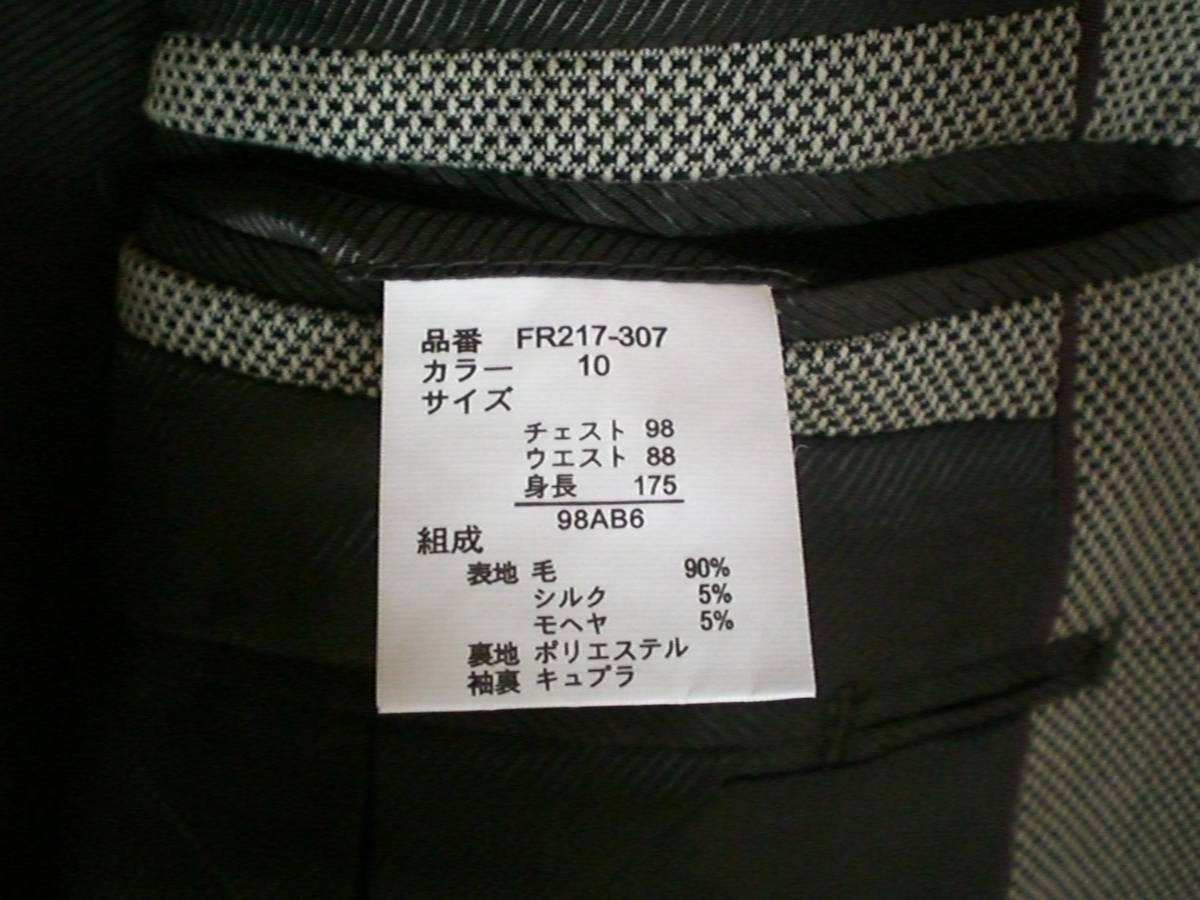 品番 FR217-307
カラー 10
サイズ
チェスト 98
ウエスト 88
身長 175
98AB6
組成
表地 毛 90%
シルク 5%
モヘヤ 5%
裏地 ポリエステル
袖裏 キュプラ